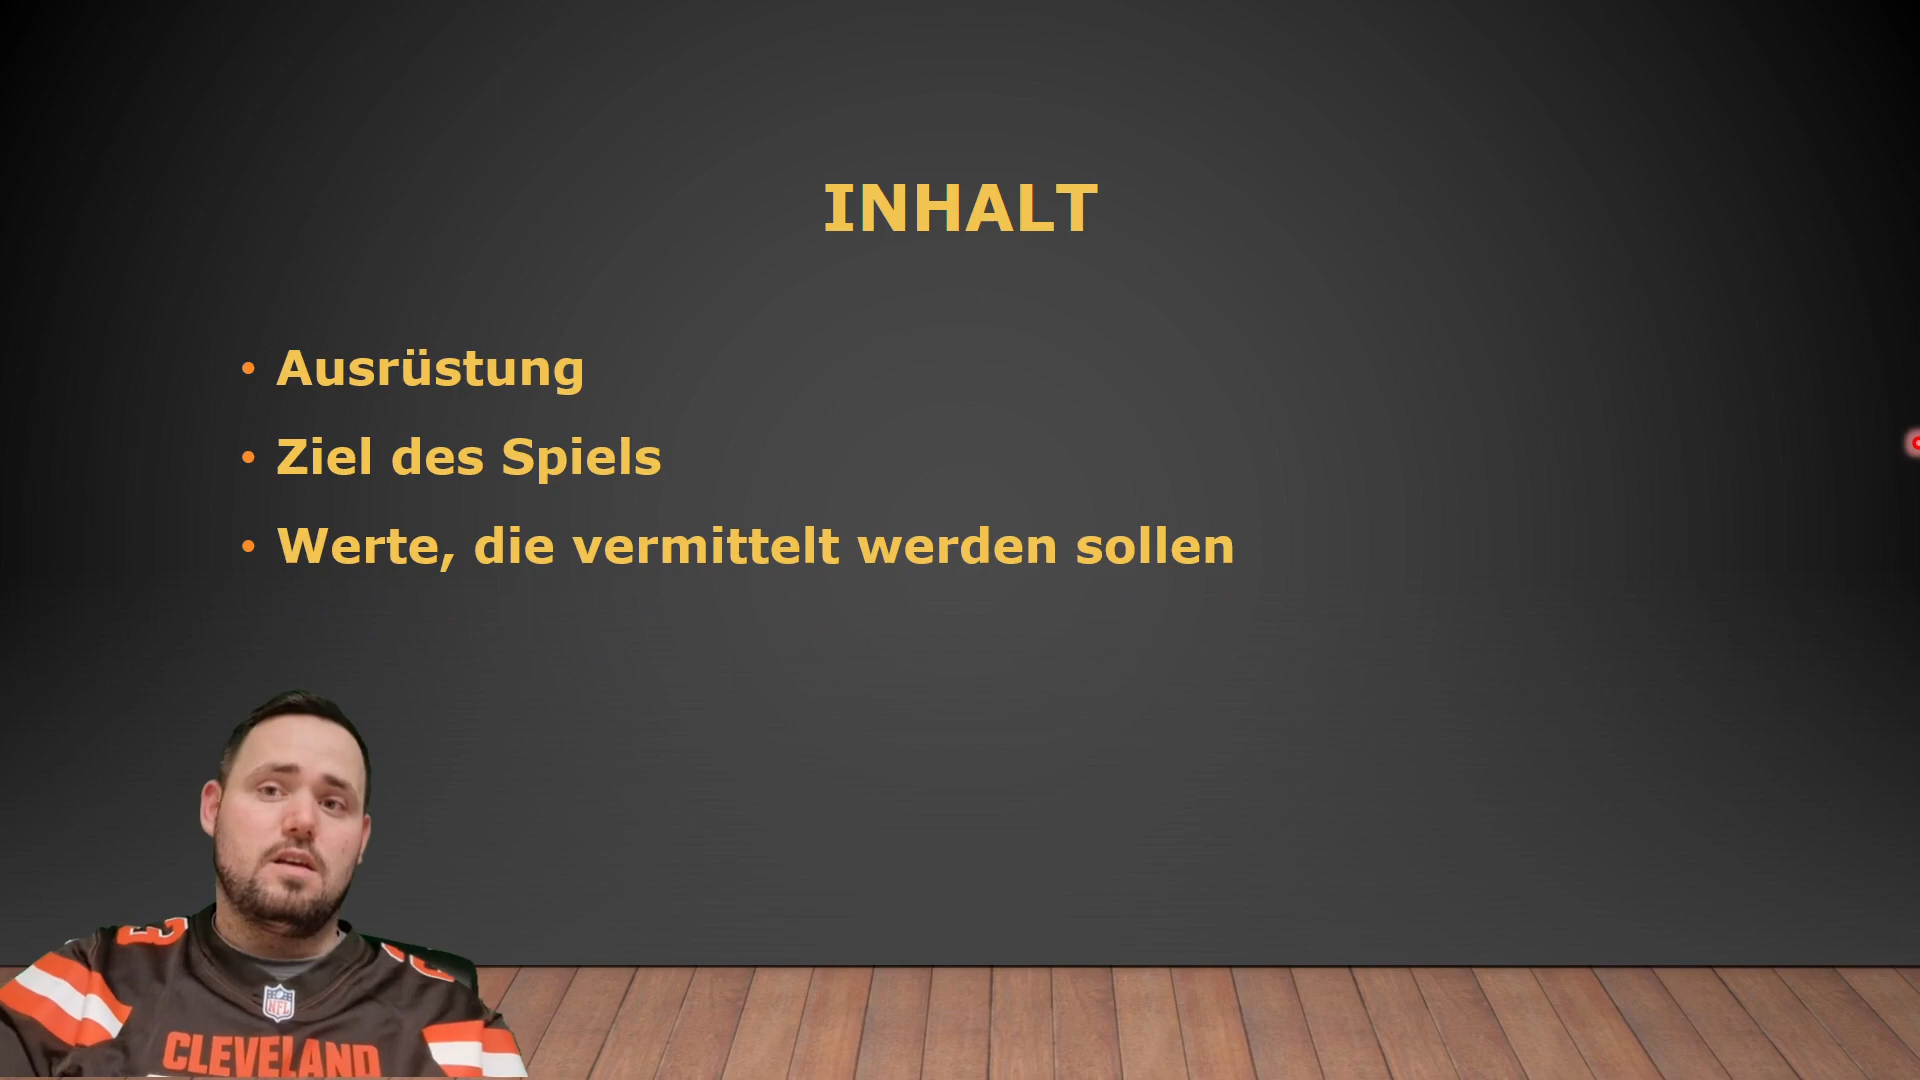 INHALT
• Ausrüstung
• Ziel des Spiels
• Werte, die vermittelt werden sollen
NFL
CLEVELAND